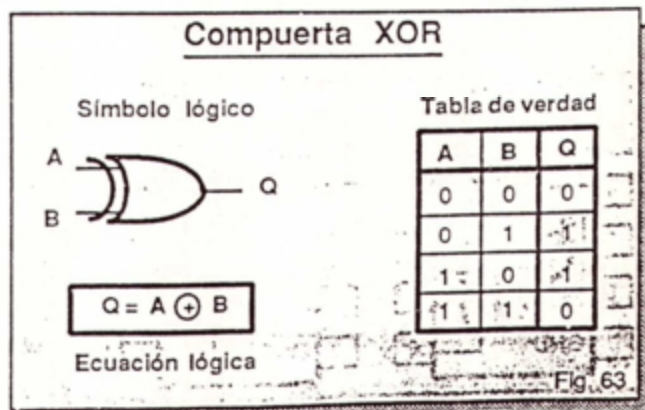 Compuerta XOR
Símbolo lógico
A
B
Q
Q = A ⊕ B
Ecuación lógica
Tabla de verdad
A B Q
0 0 0
0 1 1
1 0 1
1 1 0
Fig. 63